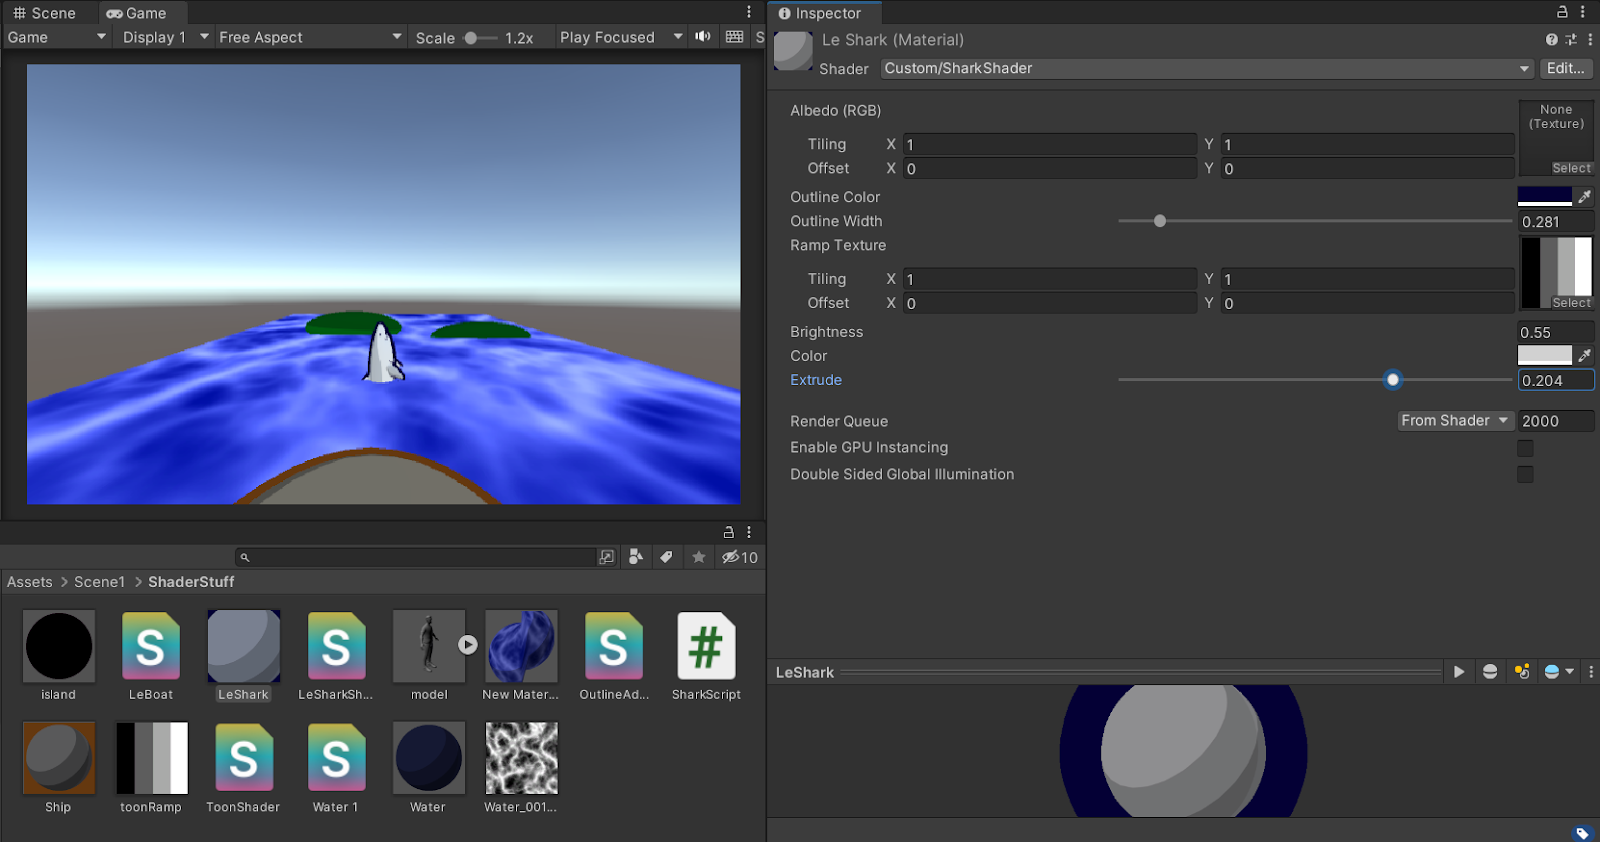 Scene
Game
Game
Display 1
Free Aspect
Scale
1.2x
Play Focused
S
Inspector
Le Shark (Material)
Shader
Custom/SharkShader
Edit...
Albedo (RGB)
None
(Texture)
Tiling
X
1
Y
1
Offset
X
0
Y
0
Select
Outline Color
Outline Width
0.281
Ramp Texture
Tiling
X
1
Y
1
Offset
X
0
Y
0
Select
Brightness
0.55
Color
Extrude
0.204
Render Queue
From Shader
2000
Enable GPU Instancing
Double Sided Global Illumination
10
Assets > Scene1 > ShaderStuff
S
S
S
#
island
LeBoat
LeShark
LeSharkSh...
model
New Mater...
OutlineAd...
SharkScript
S
S
Ship
toonRamp
ToonShader
Water 1
Water
Water_001...
LeShark